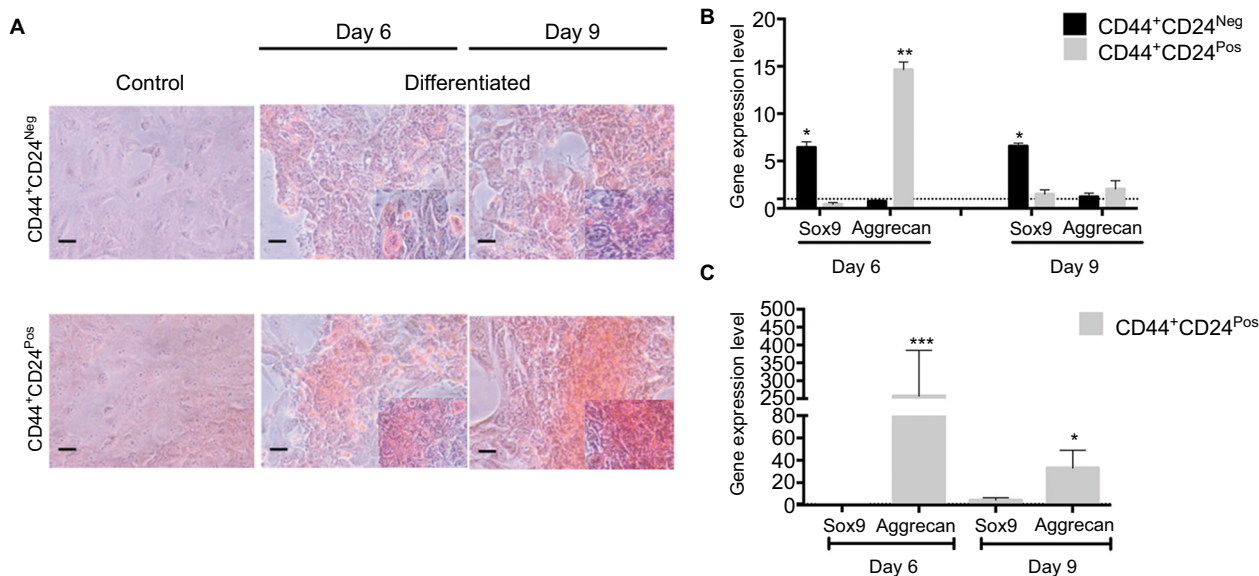 A
Day 6
Day 9
Control
Differentiated
CD44+CD24Neg
CD44+CD24Pos
B
Gene expression level
20
15
10
5
0
*
**
*
CD44+CD24Neg
CD44+CD24Pos
Sox9 Aggrecan Sox9 Aggrecan
Day 6 Day 9
C
Gene expression level
500
450
400
350
300
250
80
60
40
20
0
***
*
CD44+CD24Pos
Sox9 Aggrecan Sox9 Aggrecan
Day 6 Day 9